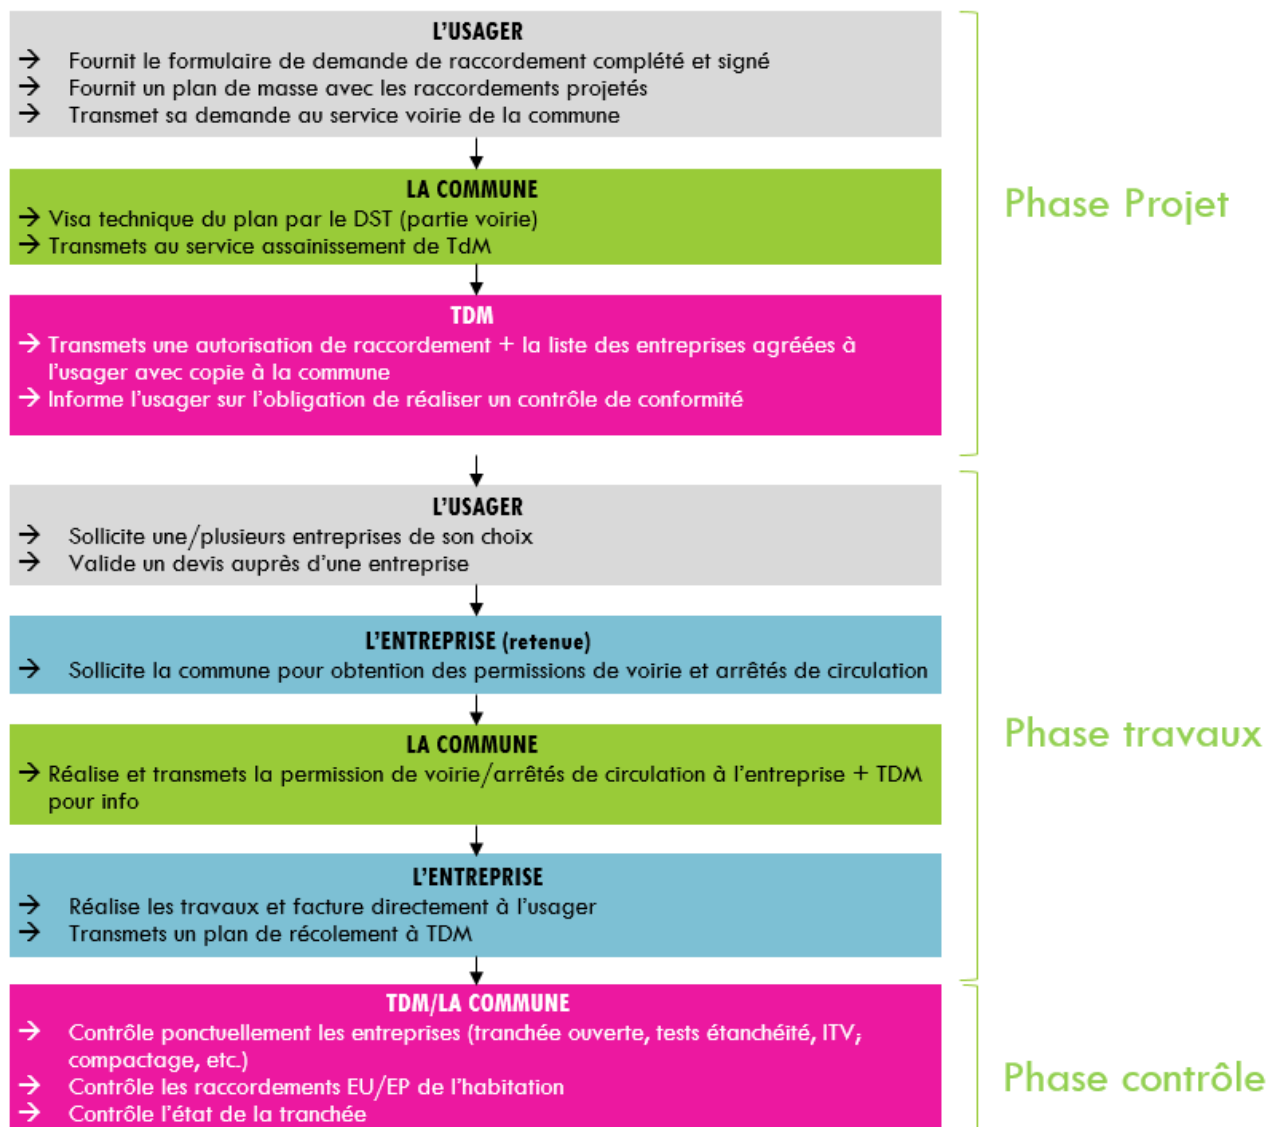 L'USAGER
→ Fournit le formulaire de demande de raccordement complété et signé
→ Fournit un plan de masse avec les raccordements projetés
→ Transmet sa demande au service voirie de la commune
LA COMMUNE
→ Visa technique du plan par le DST (partie voirie)
→ Transmets au service assainissement de TdM
TDM
→ Transmets une autorisation de raccordement + la liste des entreprises agréées à
l'usager avec copie à la commune
→ Informe l'usager sur l'obligation de réaliser un contrôle de conformité
Phase Projet
L'USAGER
→ Sollicite une/plusieurs entreprises de son choix
→ Valide un devis auprès d'une entreprise
L'ENTREPRISE (retenue)
→ Sollicite la commune pour obtention des permissions de voirie et arrêtés de circulation
LA COMMUNE
→ Réalise et transmets la permission de voirie/arrêtés de circulation à l'entreprise + TDM
pour info
L'ENTREPRISE
→ Réalise les travaux et facture directement à l'usager
→ Transmets un plan de récolement à TDM
Phase travaux
TDM/LA COMMUNE
→ Contrôle ponctuellement les entreprises (tranchée ouverte, tests étanchéité, ITV;
compactage, etc.)
→ Contrôle les raccordements EU/EP de l'habitation
→ Contrôle l'état de la tranchée
Phase contrôle